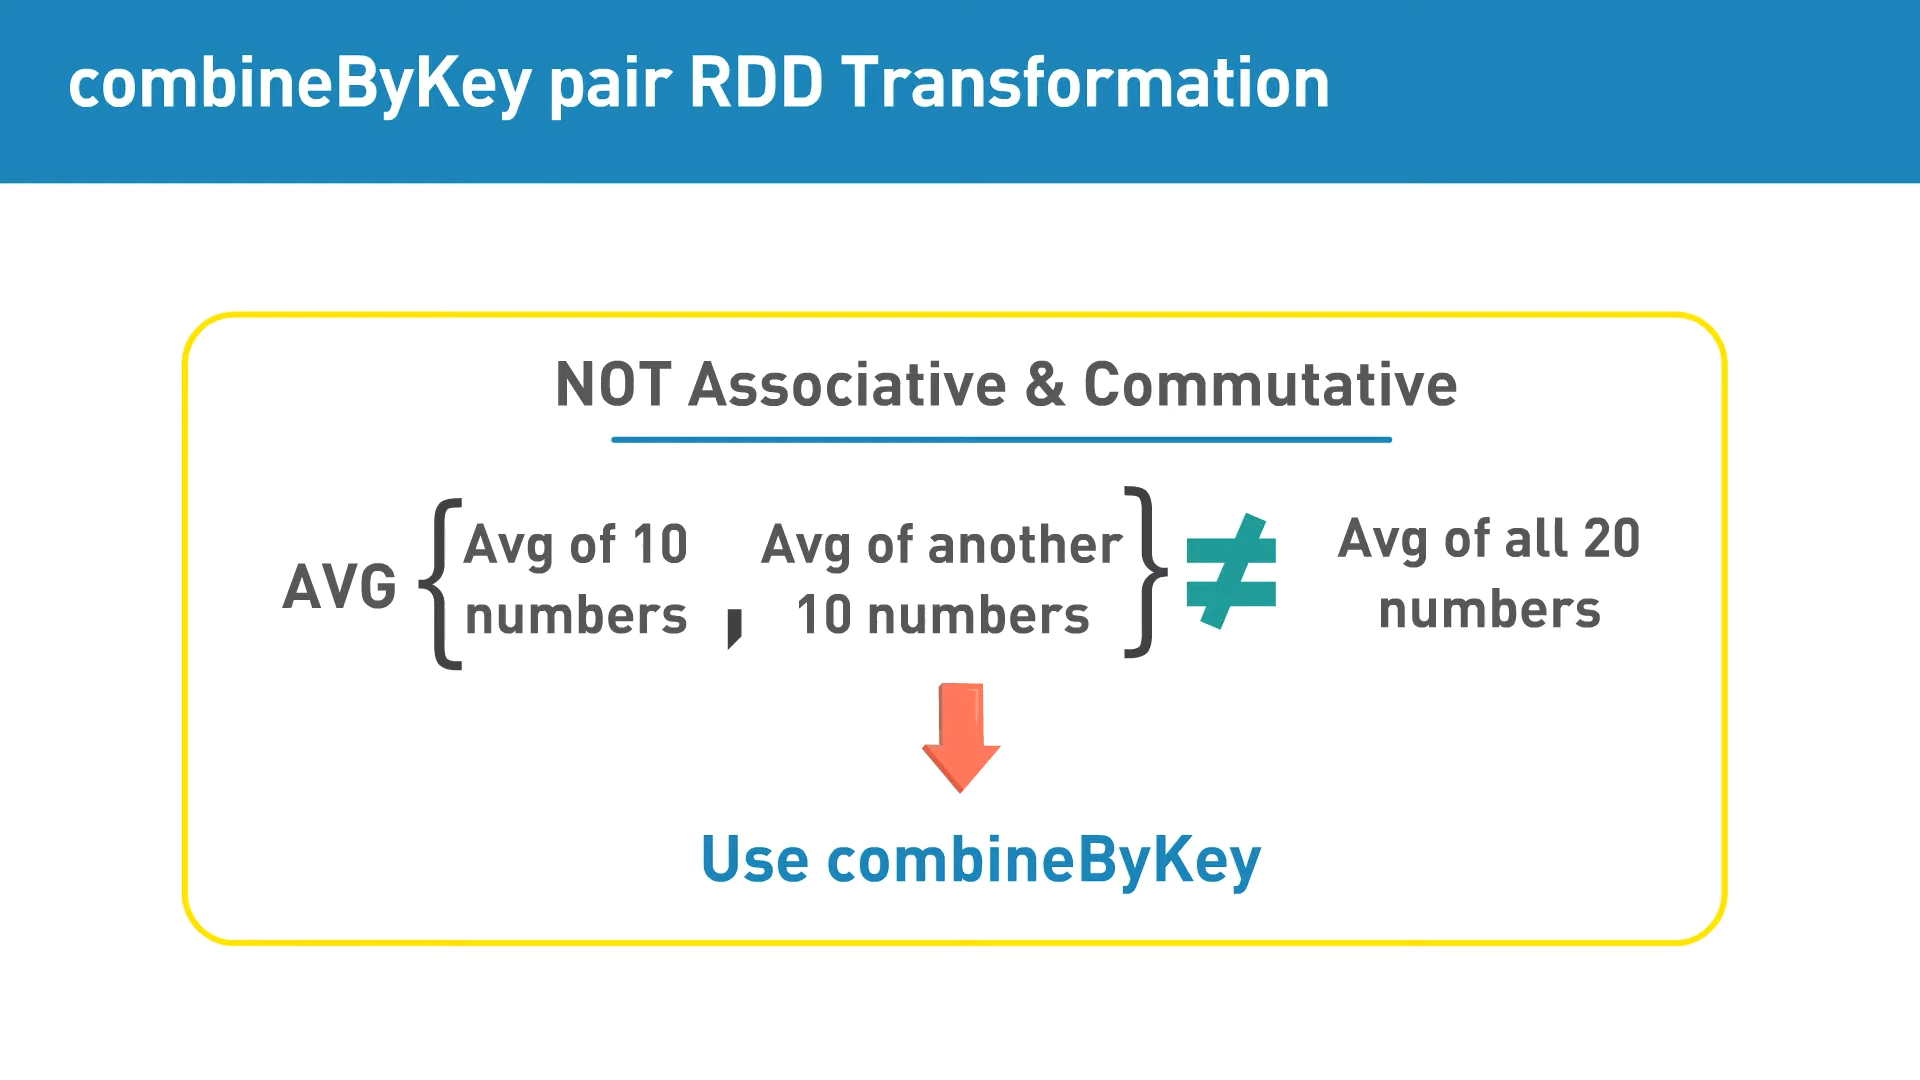 combineByKey pair RDD Transformation
NOT Associative & Commutative
AVG { Avg of 10 numbers , Avg of another 10 numbers } ≠ Avg of all 20 numbers
Use combineByKey